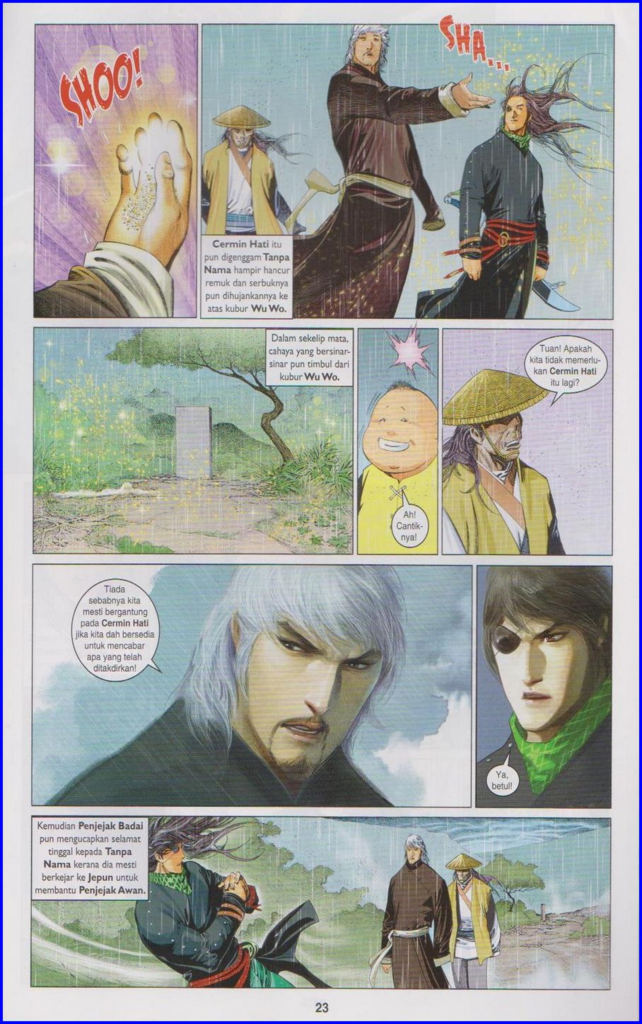 SHOO!
SHA...
Cermin Hati itu
pun digenggam Tanpa
Nama hampir hancur
remuk dan serbuknya
pun dihujankannya ke
atas kubur Wu Wo.
Dalam sekelip mata,
cahaya yang bersinar-
sinar pun timbul dari
kubur Wu Wo.
Ah!
Cantik-
nya!
Tuan! Apakah
kita tidak memerlu-
kan Cermin Hati
itu lagi?
Tiada
sebabnya kita
mesti bergantung
pada Cermin Hati
jika kita dah bersedia
untuk mencabar
apa yang telah
ditakdirkan!
Ya,
betul!
Kemudian Penjejak Badai
pun mengucapkan selamat
tinggal kepada Tanpa
Nama kerana dia mesti
berkejar ke Jepun untuk
membantu Penjejak Awan.
23